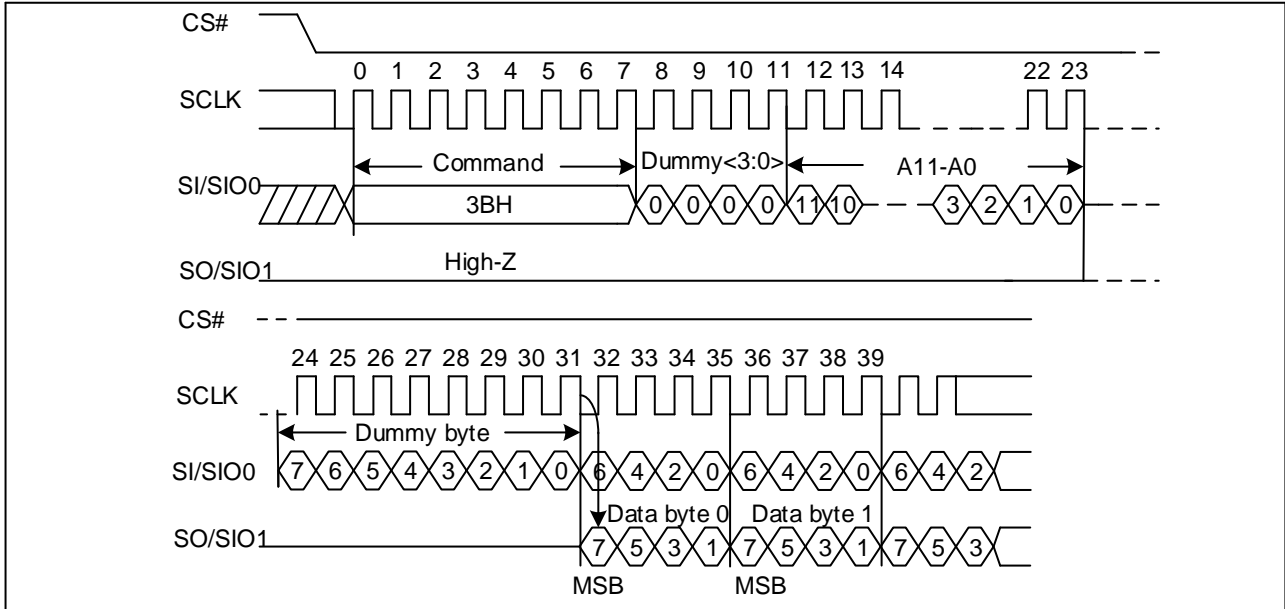 CS#
0 1 2 3 4 5 6 7 8 9 10 11 12 13 14 22 23
SCLK
Command Dummy<3:0> A11-A0
SI/SIO0
3BH 0 0 0 0 11 10 3 2 1 0
High-Z
SO/SIO1
CS#
24 25 26 27 28 29 30 31 32 33 34 35 36 37 38 39
SCLK
Dummy byte
SI/SIO0 7 6 5 4 3 2 1 0 6 4 2 0 6 4 2 0 6 4 2
Data byte 0 Data byte 1
SO/SIO1
7 5 3 1 7 5 3 1 7 5 3
MSB MSB